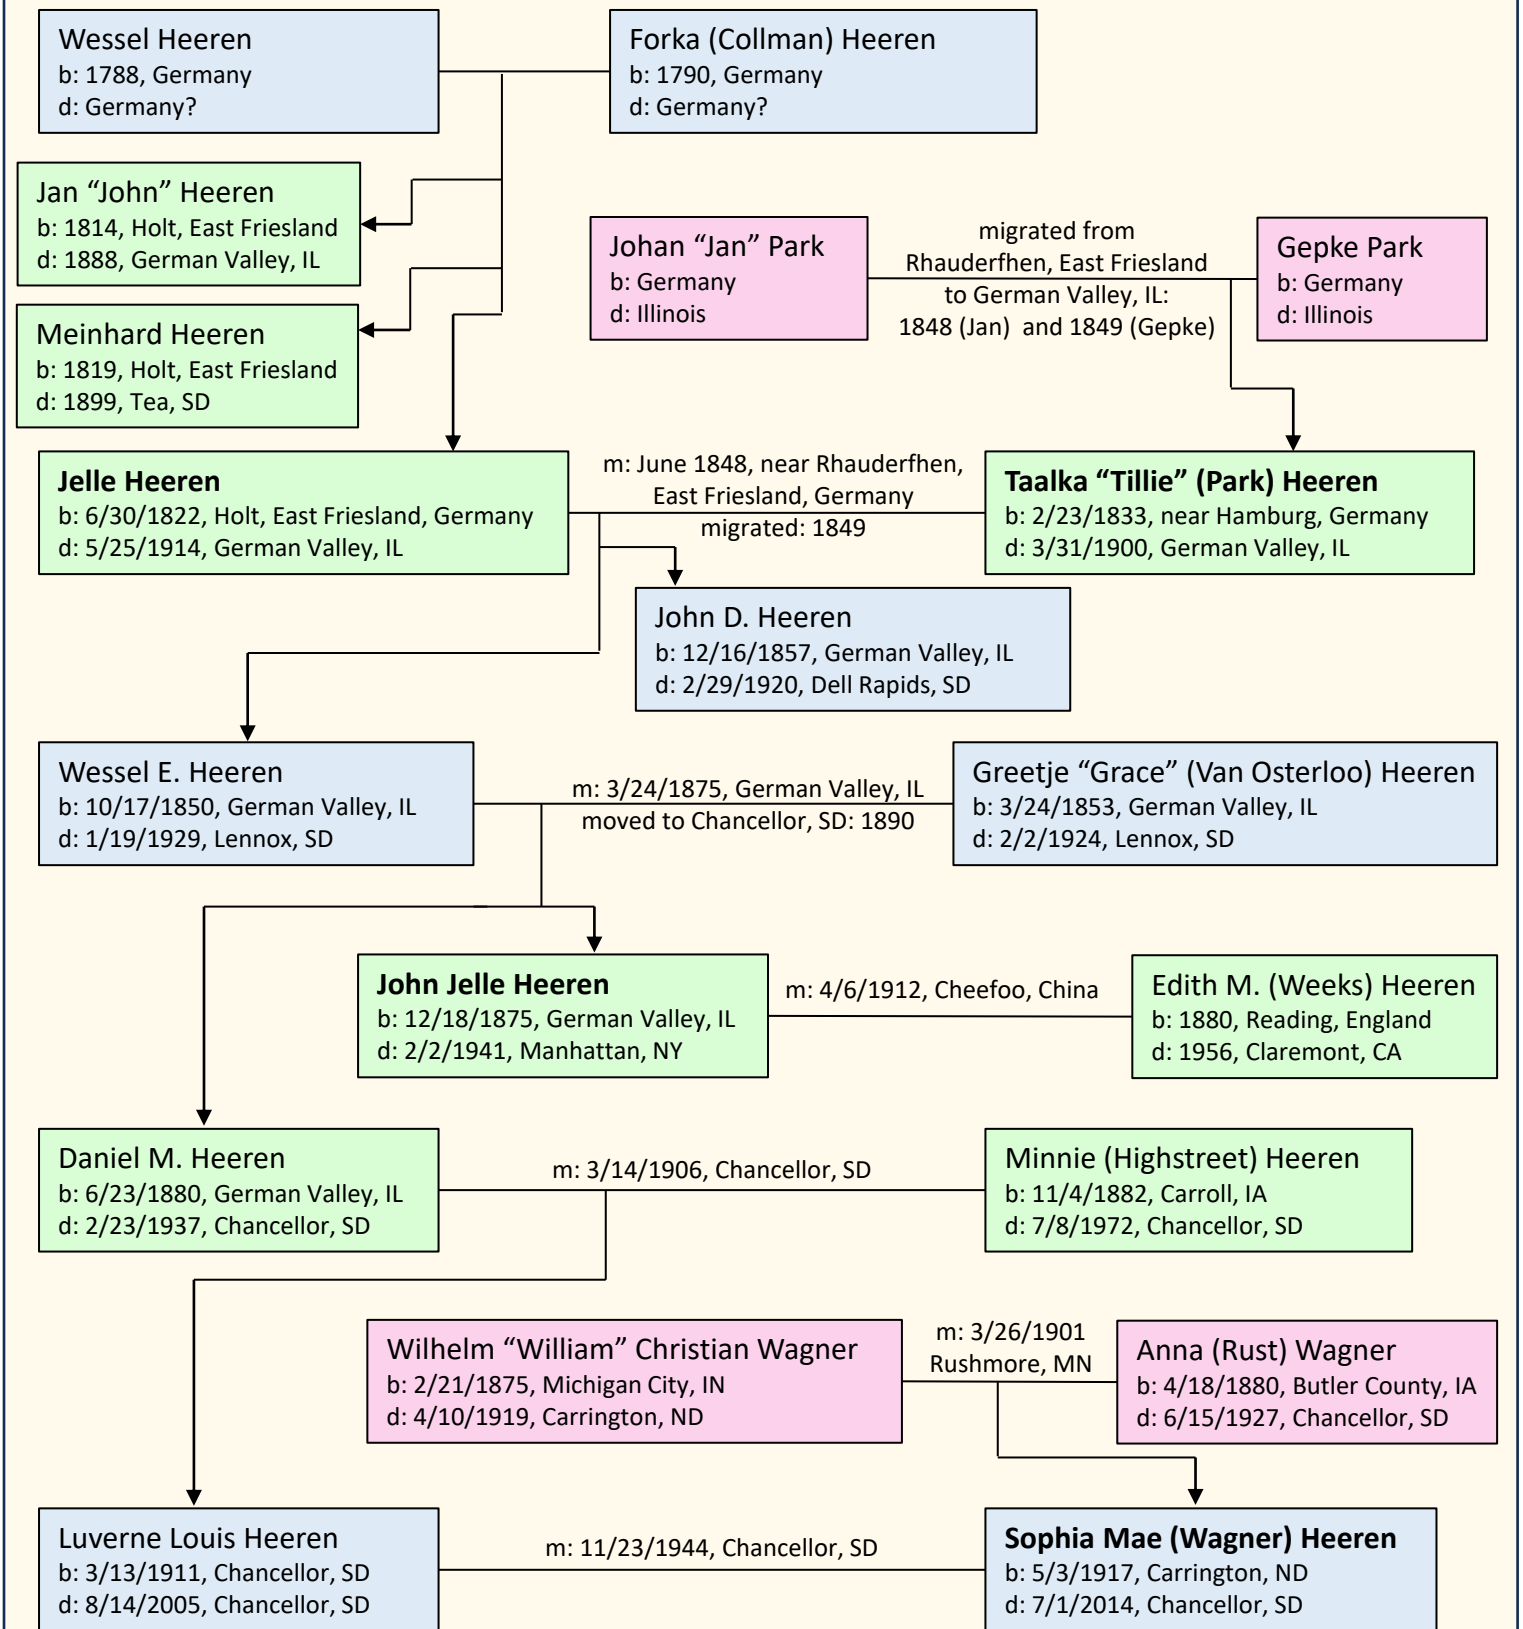 Wessel Heeren
b: 1788, Germany
d: Germany?
Forka (Collman) Heeren
b: 1790, Germany
d: Germany?
Jan “John” Heeren
b: 1814, Holt, East Friesland
d: 1888, German Valley, IL
Johan “Jan” Park
b: Germany
d: Illinois
migrated from
Rhauderfhen, East Friesland
to German Valley, IL:
1848 (Jan) and 1849 (Gepke)
Gepke Park
b: Germany
d: Illinois
Meinhard Heeren
b: 1819, Holt, East Friesland
d: 1899, Tea, SD
Jelle Heeren
b: 6/30/1822, Holt, East Friesland, Germany
d: 5/25/1914, German Valley, IL
m: June 1848, near Rhauderfhen,
East Friesland, Germany
migrated: 1849
Taalka “Tillie” (Park) Heeren
b: 2/23/1833, near Hamburg, Germany
d: 3/31/1900, German Valley, IL
John D. Heeren
b: 12/16/1857, German Valley, IL
d: 2/29/1920, Dell Rapids, SD
Wessel E. Heeren
b: 10/17/1850, German Valley, IL
d: 1/19/1929, Lennox, SD
m: 3/24/1875, German Valley, IL
moved to Chancellor, SD: 1890
Greetje “Grace” (Van Osterloo) Heeren
b: 3/24/1853, German Valley, IL
d: 2/2/1924, Lennox, SD
John Jelle Heeren
b: 12/18/1875, German Valley, IL
d: 2/2/1941, Manhattan, NY
m: 4/6/1912, Cheefoo, China
Edith M. (Weeks) Heeren
b: 1880, Reading, England
d: 1956, Claremont, CA
Daniel M. Heeren
b: 6/23/1880, German Valley, IL
d: 2/23/1937, Chancellor, SD
m: 3/14/1906, Chancellor, SD
Minnie (Highstreet) Heeren
b: 11/4/1882, Carroll, IA
d: 7/8/1972, Chancellor, SD
Wilhelm “William” Christian Wagner
b: 2/21/1875, Michigan City, IN
d: 4/10/1919, Carrington, ND
m: 3/26/1901
Rushmore, MN
Anna (Rust) Wagner
b: 4/18/1880, Butler County, IA
d: 6/15/1927, Chancellor, SD
Luverne Louis Heeren
b: 3/13/1911, Chancellor, SD
d: 8/14/2005, Chancellor, SD
m: 11/23/1944, Chancellor, SD
Sophia Mae (Wagner) Heeren
b: 5/3/1917, Carrington, ND
d: 7/1/2014, Chancellor, SD